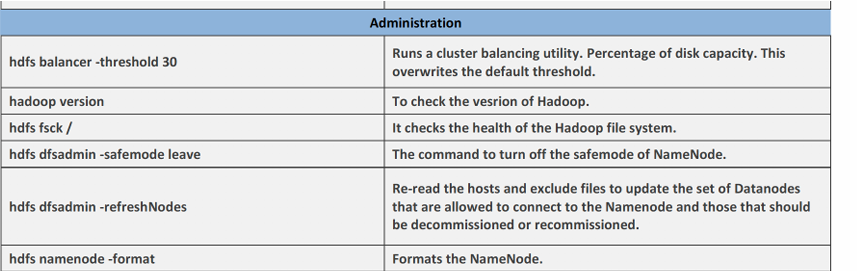 Administration
hdfs balancer -threshold 30
Runs a cluster balancing utility. Percentage of disk capacity. This
overwrites the default threshold.
hadoop version
To check the vesrion of Hadoop.
hdfs fsck /
It checks the health of the Hadoop file system.
hdfs dfsadmin -safemode leave
The command to turn off the safemode of NameNode.
hdfs dfsadmin -refreshNodes
Re-read the hosts and exclude files to update the set of Datanodes
that are allowed to connect to the Namenode and those that should
be decommissioned or recommissioned.
hdfs namenode -format
Formats the NameNode.